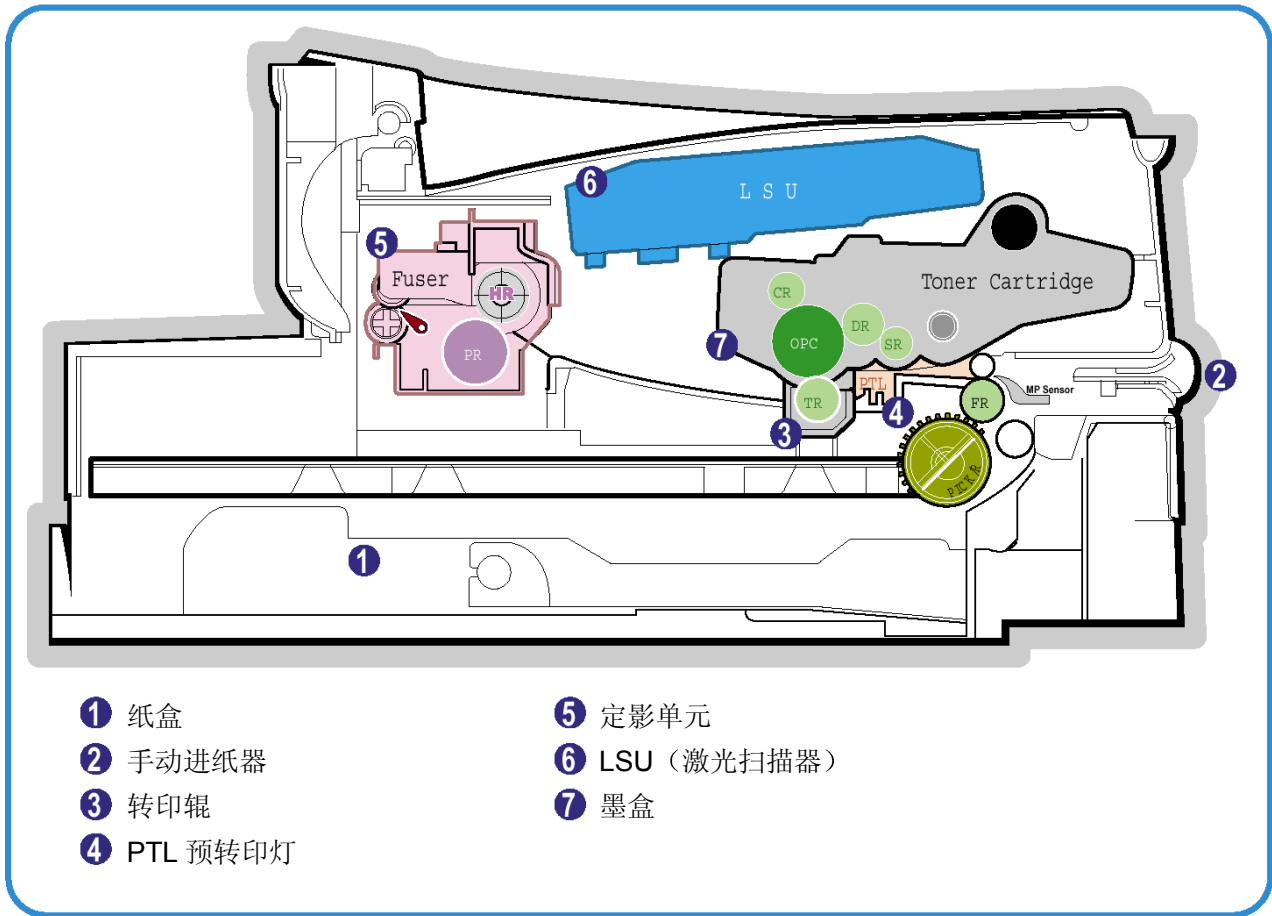 6
L S U
5
Fuser
HR
PR
Toner Cartridge
CR
DR
OPC
SR
7
PTL
TR
MP Sensor
2
FR
4
3
PICK/R
1
1 纸盒
2 手动进纸器
3 转印辊
4 PTL 预转印灯
5 定影单元
6 LSU（激光扫描器）
7 墨盒